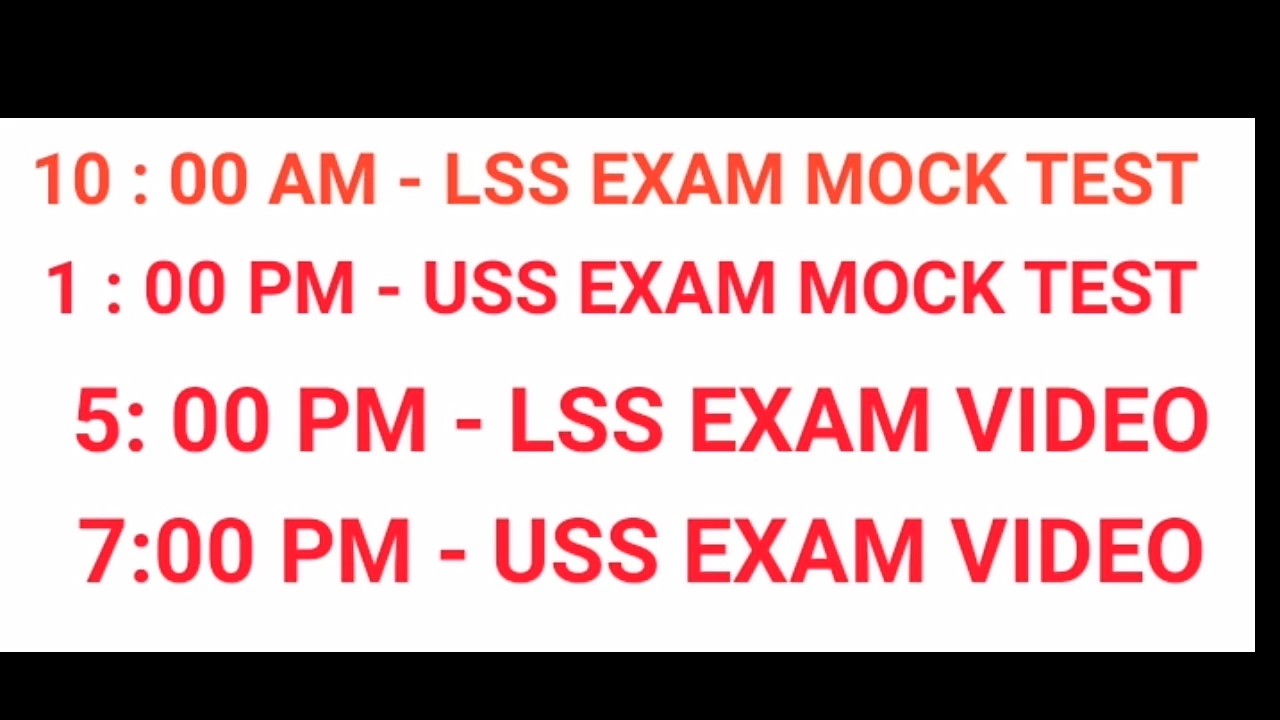 10 : 00 AM - LSS EXAM MOCK TEST
1 : 00 PM - USS EXAM MOCK TEST
5: 00 PM - LSS EXAM VIDEO
7:00 PM - USS EXAM VIDEO